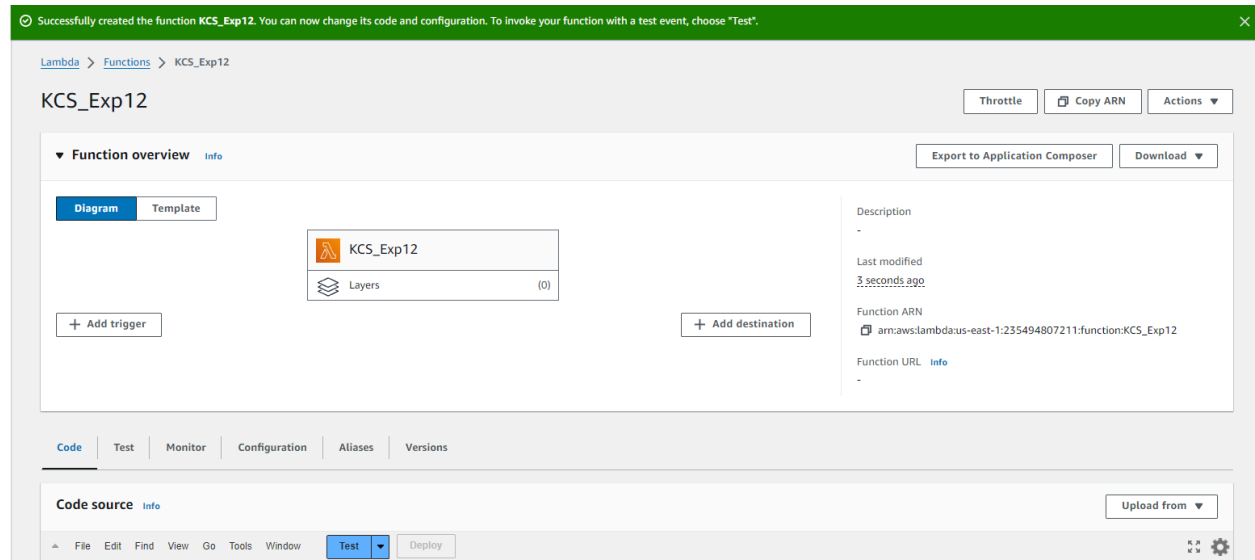 Successfully created the function KCS_Exp12. You can now change its code and configuration. To invoke your function with a test event, choose "Test".
Lambda > Functions > KCS_Exp12
KCS_Exp12
Throttle
Copy ARN
Actions
Function overview Info
Export to Application Composer
Download
Diagram
Template
KCS_Exp12
Layers (0)
+ Add trigger
+ Add destination
Description
-
Last modified
3 seconds ago
Function ARN
arn:aws:lambda:us-east-1:235494807211:function:KCS_Exp12
Function URL Info
-
Code Test Monitor Configuration Aliases Versions
Code source Info
Upload from
File Edit Find View Go Tools Window Test Deploy